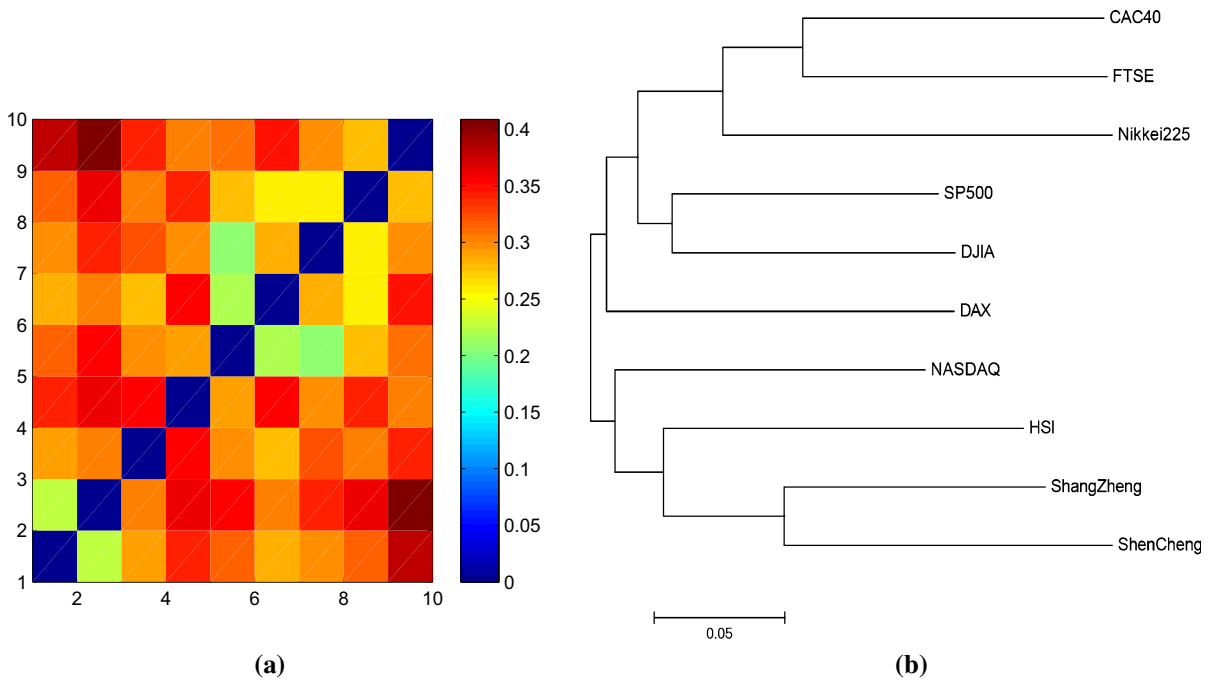 10
9
8
7
6
5
4
3
2
1
2
4
6
8
10
0.4
0.35
0.3
0.25
0.2
0.15
0.1
0.05
0
(a)
CAC40
FTSE
Nikkei225
SP500
DJIA
DAX
NASDAQ
HSI
ShangZheng
ShenCheng
0.05
(b)